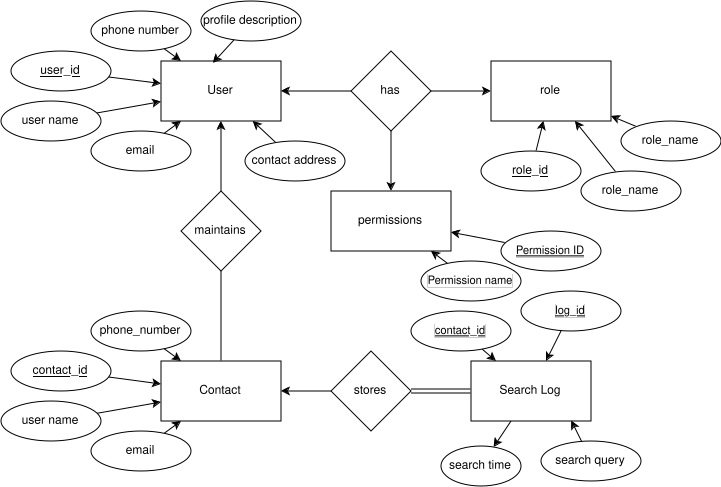 profile description
phone number
user_id
User
has
role
user name
email
contact address
role_name
role_id
role_name
permissions
maintains
Permission ID
Permission name
phone_number
contact_id
log_id
contact_id
Contact
stores
Search Log
user name
email
search time
search query